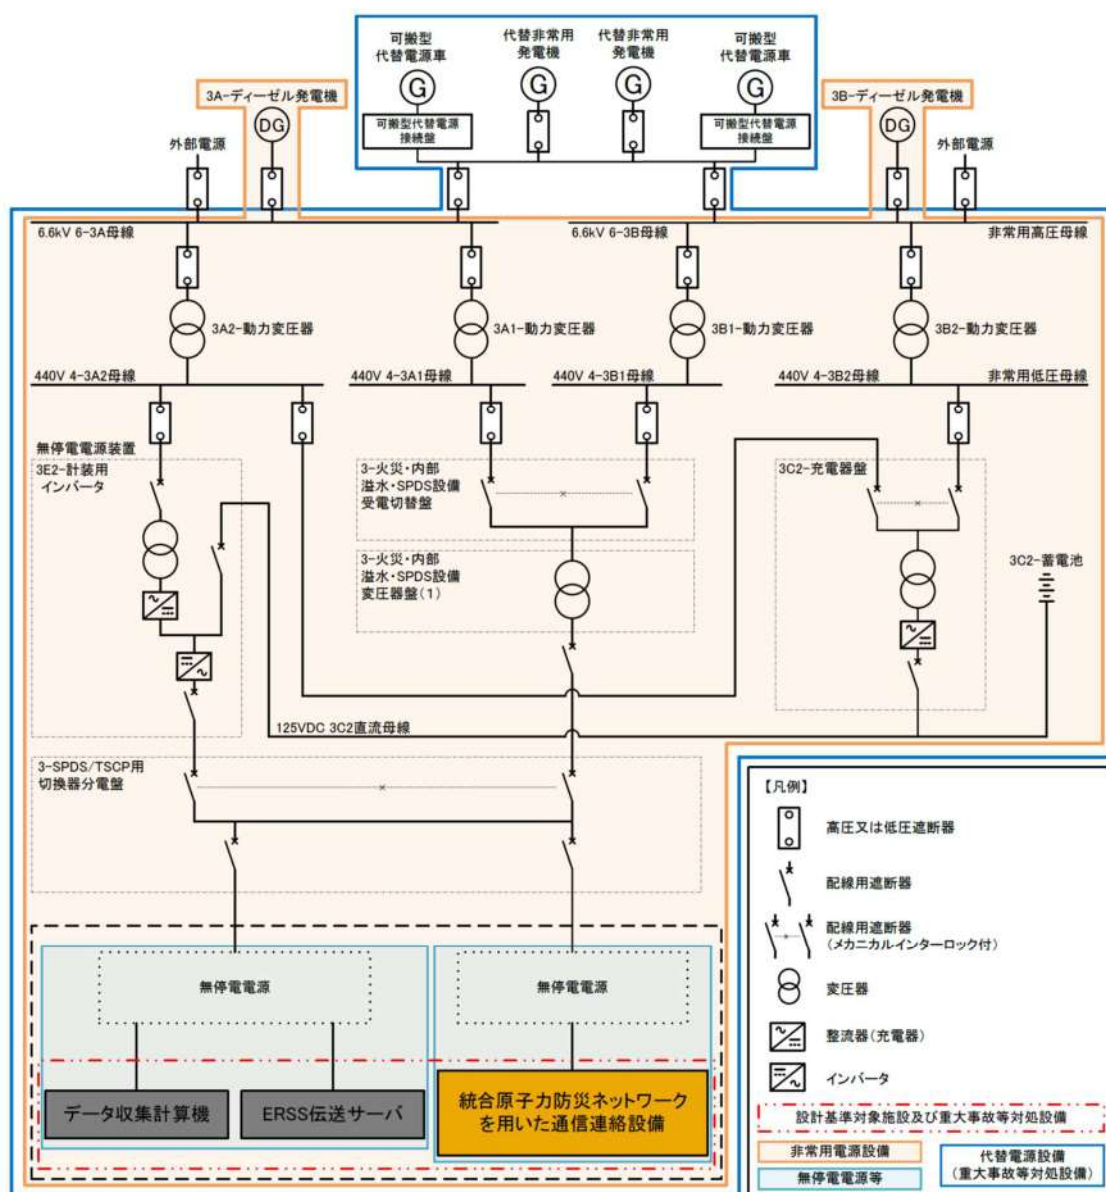 可搬型
代替電源車
代替非常用
発電機
代替非常用
発電機
可搬型
代替電源車
G
G
G
G
3A-ディーゼル発電機
3B-ディーゼル発電機
DG
DG
可搬型代替電源
接続盤
可搬型代替電源
接続盤
外部電源
外部電源
6.6kV 6-3A母線
6.6kV 6-3B母線
非常用高圧母線
3A2-動力変圧器
3A1-動力変圧器
3B1-動力変圧器
3B2-動力変圧器
440V 4-3A2母線
440V 4-3A1母線
440V 4-3B1母線
440V 4-3B2母線
非常用低圧母線
無停電電源装置
3E2-計装用
インバータ
3-火災・内部
溢水・SPDS設備
受電切替盤
3C2-充電器盤
3-火災・内部
溢水・SPDS設備
変圧器盤(1)
3C2-蓄電池
125VDC 3C2直流母線
3-SPDS/TSCP用
切換器分電盤
無停電電源
無停電電源
データ収集計算機
ERSS伝送サーバ
統合原子力防災ネットワーク
を用いた通信連絡設備
【凡例】
高圧又は低圧遮断器
配線用遮断器
配線用遮断器
(メカニカルインターロック付)
変圧器
整流器(充電器)
インバータ
設計基準対象施設及び重大事故等対処設備
非常用電源設備
無停電電源等
代替電源設備
(重大事故等対処設備)